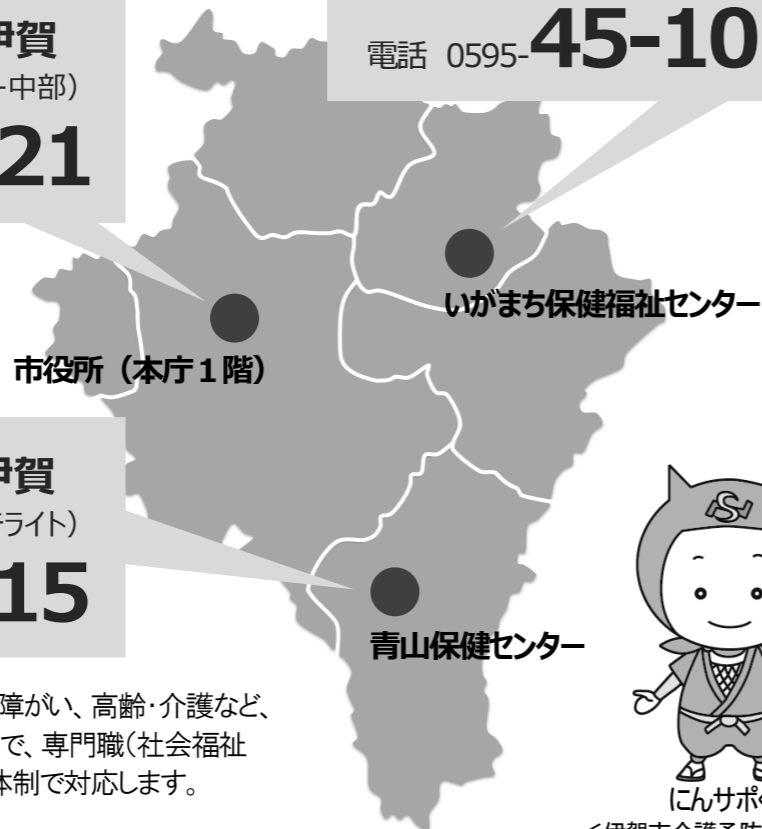 伊賀
中部）
21
電話 0595-45-10
いがまち保健福祉センター
市役所（本庁１階）
伊賀
テライト）
15
青山保健センター
障がい、高齢・介護など、
で、専門職（社会福祉
体制で対応します。
S
にんサポ